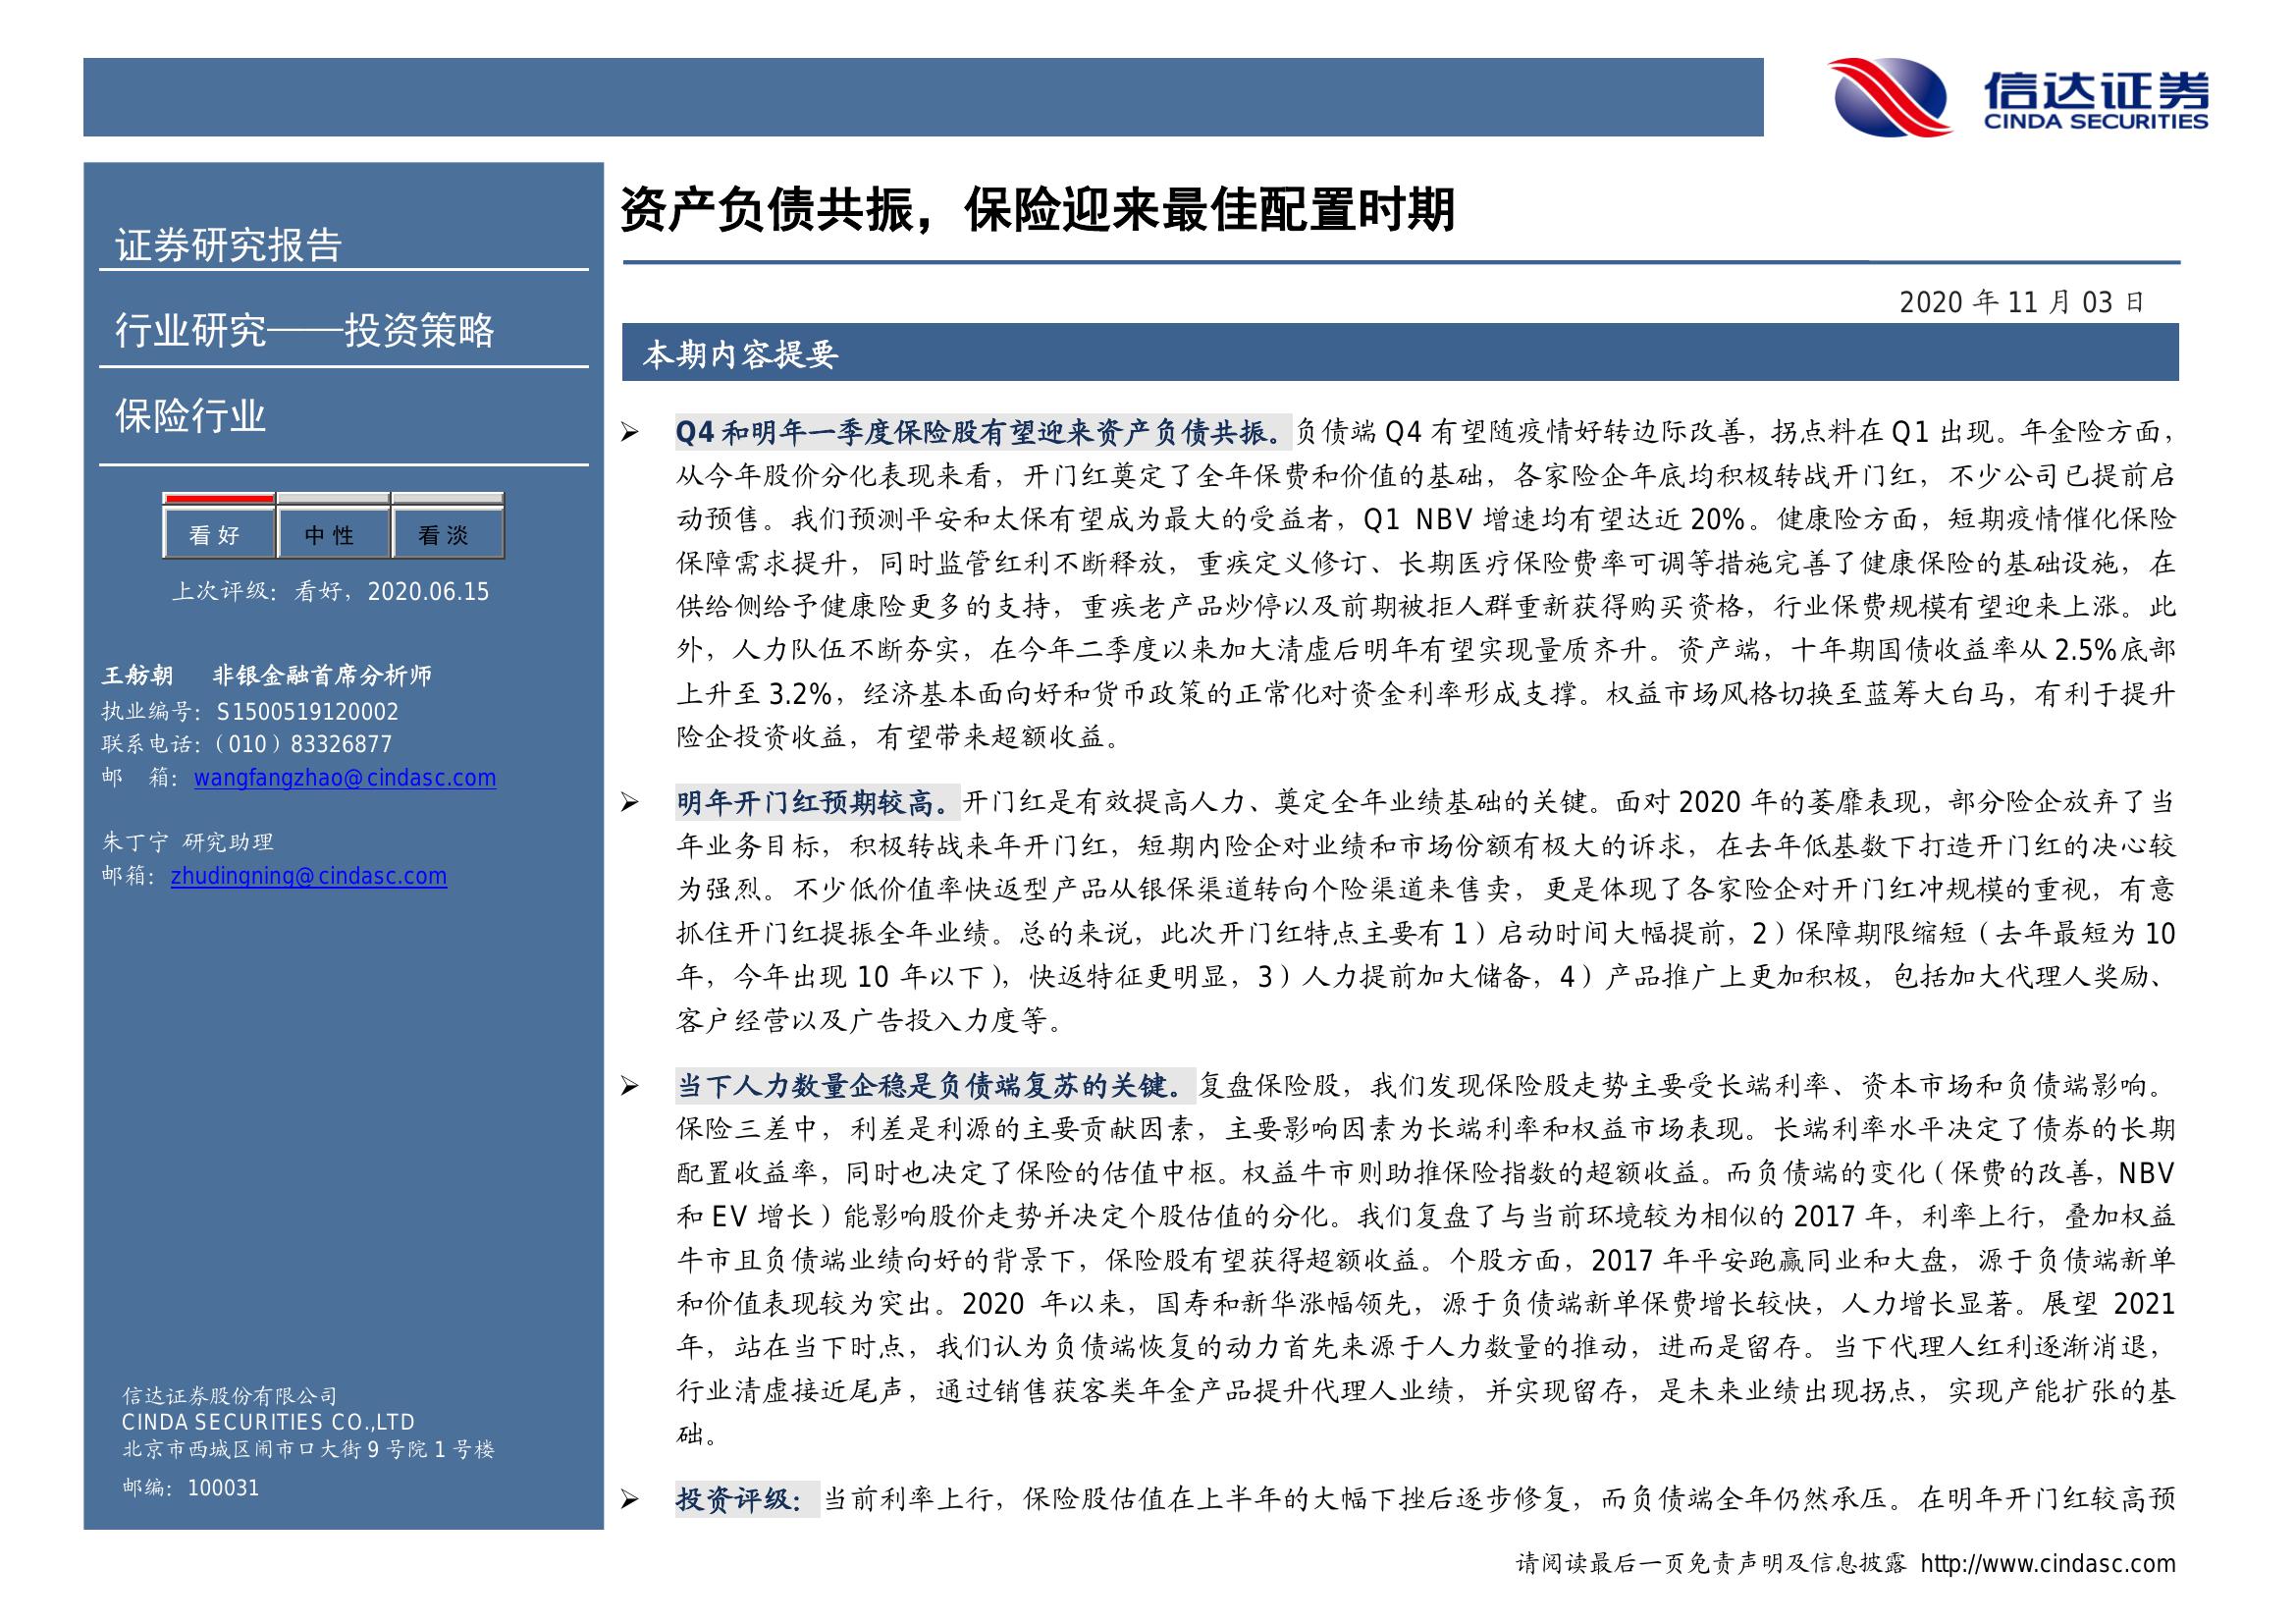 信达证券
CINDA SECURITIES
证券研究报告
行业研究——投资策略
保险行业
看好 中性 看淡
上次评级：看好，2020.06.15
王舫朝 非银金融首席分析师
执业编号：S1500519120002
联系电话：（010）83326877
邮 箱：wangfangzhao@cindasc.com
朱丁宁 研究助理
邮箱：zhudingning@cindasc.com
信达证券股份有限公司
CINDA SECURITIES CO.,LTD
北京市西城区闹市口大街 9 号院 1 号楼
邮编：100031
资产负债共振，保险迎来最佳配置时期
2020 年 11 月 03 日
本期内容提要
➢ Q4 和明年一季度保险股有望迎来资产负债共振。负债端 Q4 有望随疫情好转边际改善，拐点料在 Q1 出现。年金险方面，
从今年股价分化表现来看，开门红奠定了全年保费和价值的基础，各家险企年底均积极转战开门红，不少公司已提前启
动预售。我们预测平安和太保有望成为最大的受益者，Q1 NBV 增速均有望达近 20%。健康险方面，短期疫情催化保险
保障需求提升，同时监管红利不断释放，重疾定义修订、长期医疗保险费率可调等措施完善了健康保险的基础设施，在
供给侧给予健康险更多的支持，重疾老产品炒停以及前期被拒人群重新获得购买资格，行业保费规模有望迎来上涨。此
外，人力队伍不断夯实，在今年二季度以来加大清虚后明年有望实现量质齐升。资产端，十年期国债收益率从 2.5%底部
上升至 3.2%，经济基本面向好和货币政策的正常化对资金利率形成支撑。权益市场风格切换至蓝筹大白马，有利于提升
险企投资收益，有望带来超额收益。
➢ 明年开门红预期较高。开门红是有效提高人力、奠定全年业绩基础的关键。面对 2020 年的萎靡表现，部分险企放弃了当
年业务目标，积极转战来年开门红，短期内险企对业绩和市场份额有极大的诉求，在去年低基数下打造开门红的决心较
为强烈。不少低价值率快返型产品从银保渠道转向个险渠道来售卖，更是体现了各家险企对开门红冲规模的重视，有意
抓住开门红提振全年业绩。总的来说，此次开门红特点主要有 1）启动时间大幅提前，2）保障期限缩短（去年最短为 10
年，今年出现 10 年以下），快返特征更明显，3）人力提前加大储备，4）产品推广上更加积极，包括加大代理人奖励、
客户经营以及广告投入力度等。
➢ 当下人力数量企稳是负债端复苏的关键。复盘保险股，我们发现保险股走势主要受长端利率、资本市场和负债端影响。
保险三差中，利差是利源的主要贡献因素，主要影响因素为长端利率和权益市场表现。长端利率水平决定了债券的长期
配置收益率，同时也决定了保险的估值中枢。权益牛市则助推保险指数的超额收益。而负债端的变化（保费的改善，NBV
和 EV 增长）能影响股价走势并决定个股估值的分化。我们复盘了与当前环境较为相似的 2017 年，利率上行，叠加权益
牛市且负债端业绩向好的背景下，保险股有望获得超额收益。个股方面，2017 年平安跑赢同业和大盘，源于负债端新单
和价值表现较为突出。2020 年以来，国寿和新华涨幅领先，源于负债端新单保费增长较快，人力增长显著。展望 2021
年，站在当下时点，我们认为负债端恢复的动力首先来源于人力数量的推动，进而是留存。当下代理人红利逐渐消退，
行业清虚接近尾声，通过销售获客类年金产品提升代理人业绩，并实现留存，是未来业绩出现拐点，实现产能扩张的基
础。
➢ 投资评级：当前利率上行，保险股估值在上半年的大幅下挫后逐步修复，而负债端全年仍然承压。在明年开门红较高预
请阅读最后一页免责声明及信息披露 http://www.cindasc.com